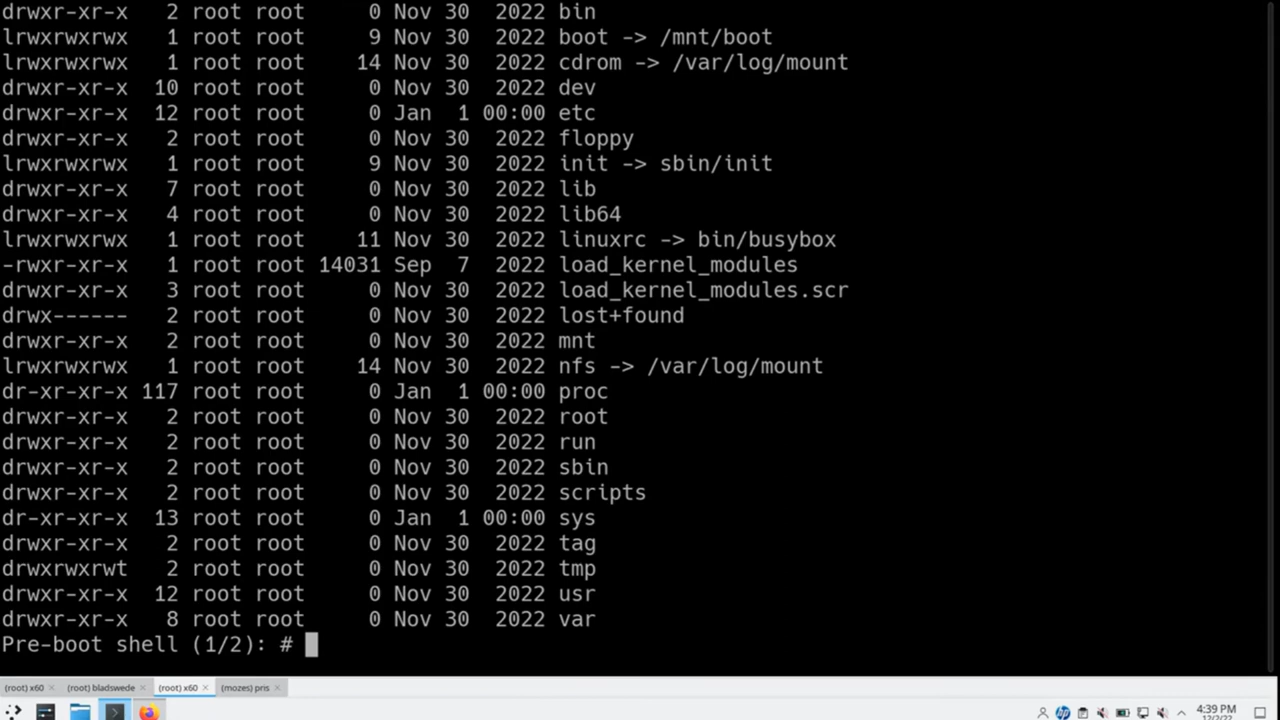 drwxr-xr-x   2 root root     0 Nov 30  2022 bin
lrwxrwxrwx   1 root root     9 Nov 30  2022 boot -> /mnt/boot
lrwxrwxrwx   1 root root    14 Nov 30  2022 cdrom -> /var/log/mount
drwxr-xr-x  10 root root     0 Nov 30  2022 dev
drwxr-xr-x  12 root root     0 Jan  1 00:00 etc
drwxr-xr-x   2 root root     0 Nov 30  2022 floppy
lrwxrwxrwx   1 root root     9 Nov 30  2022 init -> sbin/init
drwxr-xr-x   7 root root     0 Nov 30  2022 lib
drwxr-xr-x   4 root root     0 Nov 30  2022 lib64
lrwxrwxrwx   1 root root    11 Nov 30  2022 linuxrc -> bin/busybox
-rwxr-xr-x   1 root root 14031 Sep  7  2022 load_kernel_modules
drwxr-xr-x   3 root root     0 Nov 30  2022 load_kernel_modules.scr
drwx------   2 root root     0 Nov 30  2022 lost+found
drwxr-xr-x   2 root root     0 Nov 30  2022 mnt
lrwxrwxrwx   1 root root    14 Nov 30  2022 nfs -> /var/log/mount
dr-xr-xr-x 117 root root     0 Jan  1 00:00 proc
drwxr-xr-x   2 root root     0 Nov 30  2022 root
drwxr-xr-x   2 root root     0 Nov 30  2022 run
drwxr-xr-x   2 root root     0 Nov 30  2022 sbin
drwxr-xr-x   2 root root     0 Nov 30  2022 scripts
dr-xr-xr-x  13 root root     0 Jan  1 00:00 sys
drwxr-xr-x   2 root root     0 Nov 30  2022 tag
drwxrwxrwt   2 root root     0 Nov 30  2022 tmp
drwxr-xr-x  12 root root     0 Nov 30  2022 usr
drwxr-xr-x   8 root root     0 Nov 30  2022 var
Pre-boot shell (1/2): #
(root) x60 (root) bladswede (root) x60 (mozes) pris
hp 4:39 PM